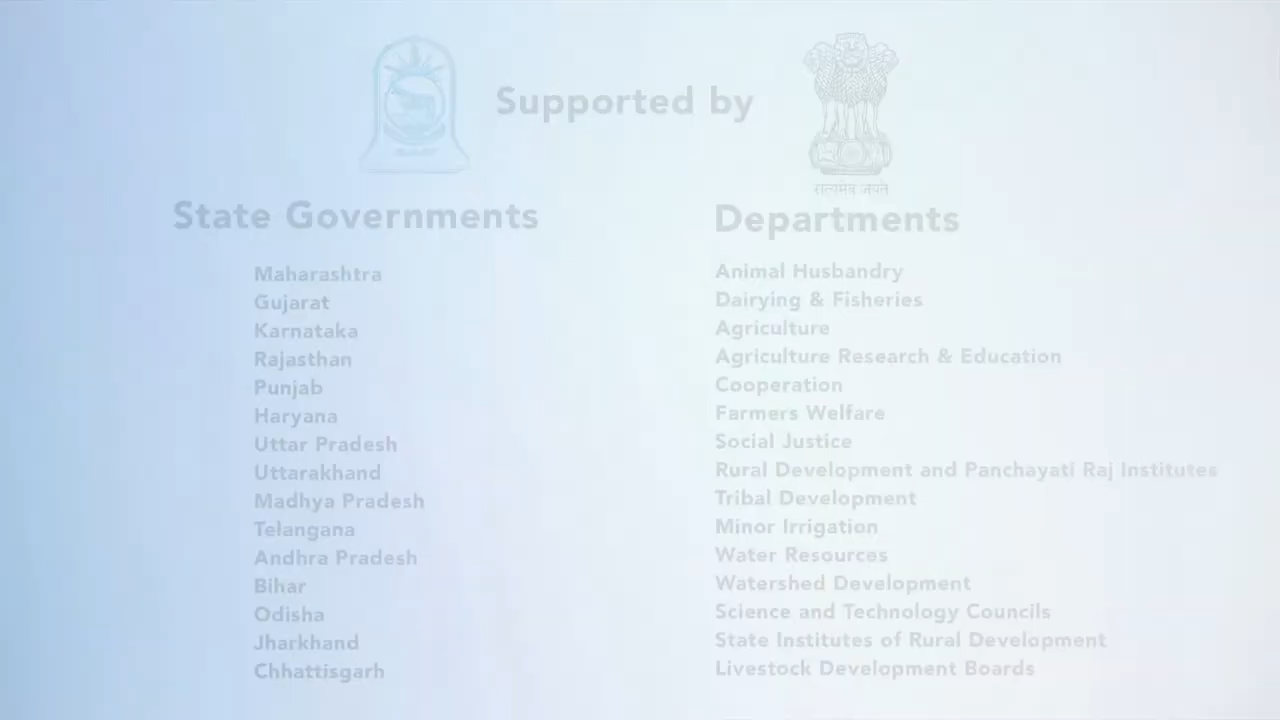 Supported by
सत्यमेव जयते
State Governments
Maharashtra
Gujarat
Karnataka
Rajasthan
Punjab
Haryana
Uttar Pradesh
Uttarakhand
Madhya Pradesh
Telangana
Andhra Pradesh
Bihar
Odisha
Jharkhand
Chhattisgarh
Departments
Animal Husbandry
Dairying & Fisheries
Agriculture
Agriculture Research & Education
Cooperation
Farmers Welfare
Social Justice
Rural Development and Panchayati Raj Institutes
Tribal Development
Minor Irrigation
Water Resources
Watershed Development
Science and Technology Councils
State Institutes of Rural Development
Livestock Development Boards